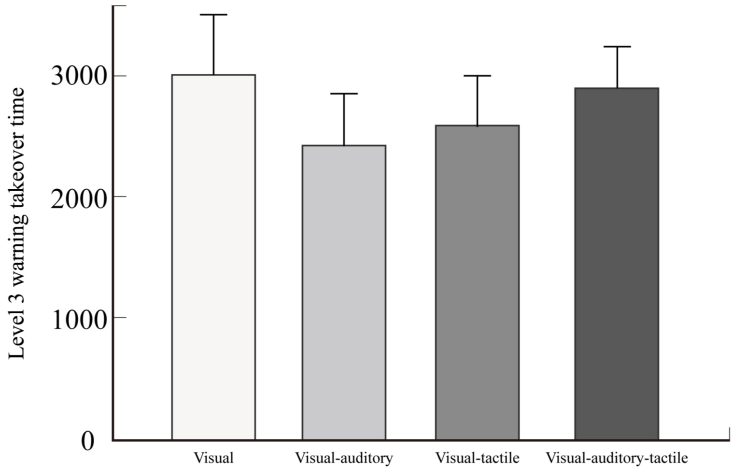 Level 3 warning takeover time
3000
2000
1000
0
Visual
Visual-auditory
Visual-tactile
Visual-auditory-tactile